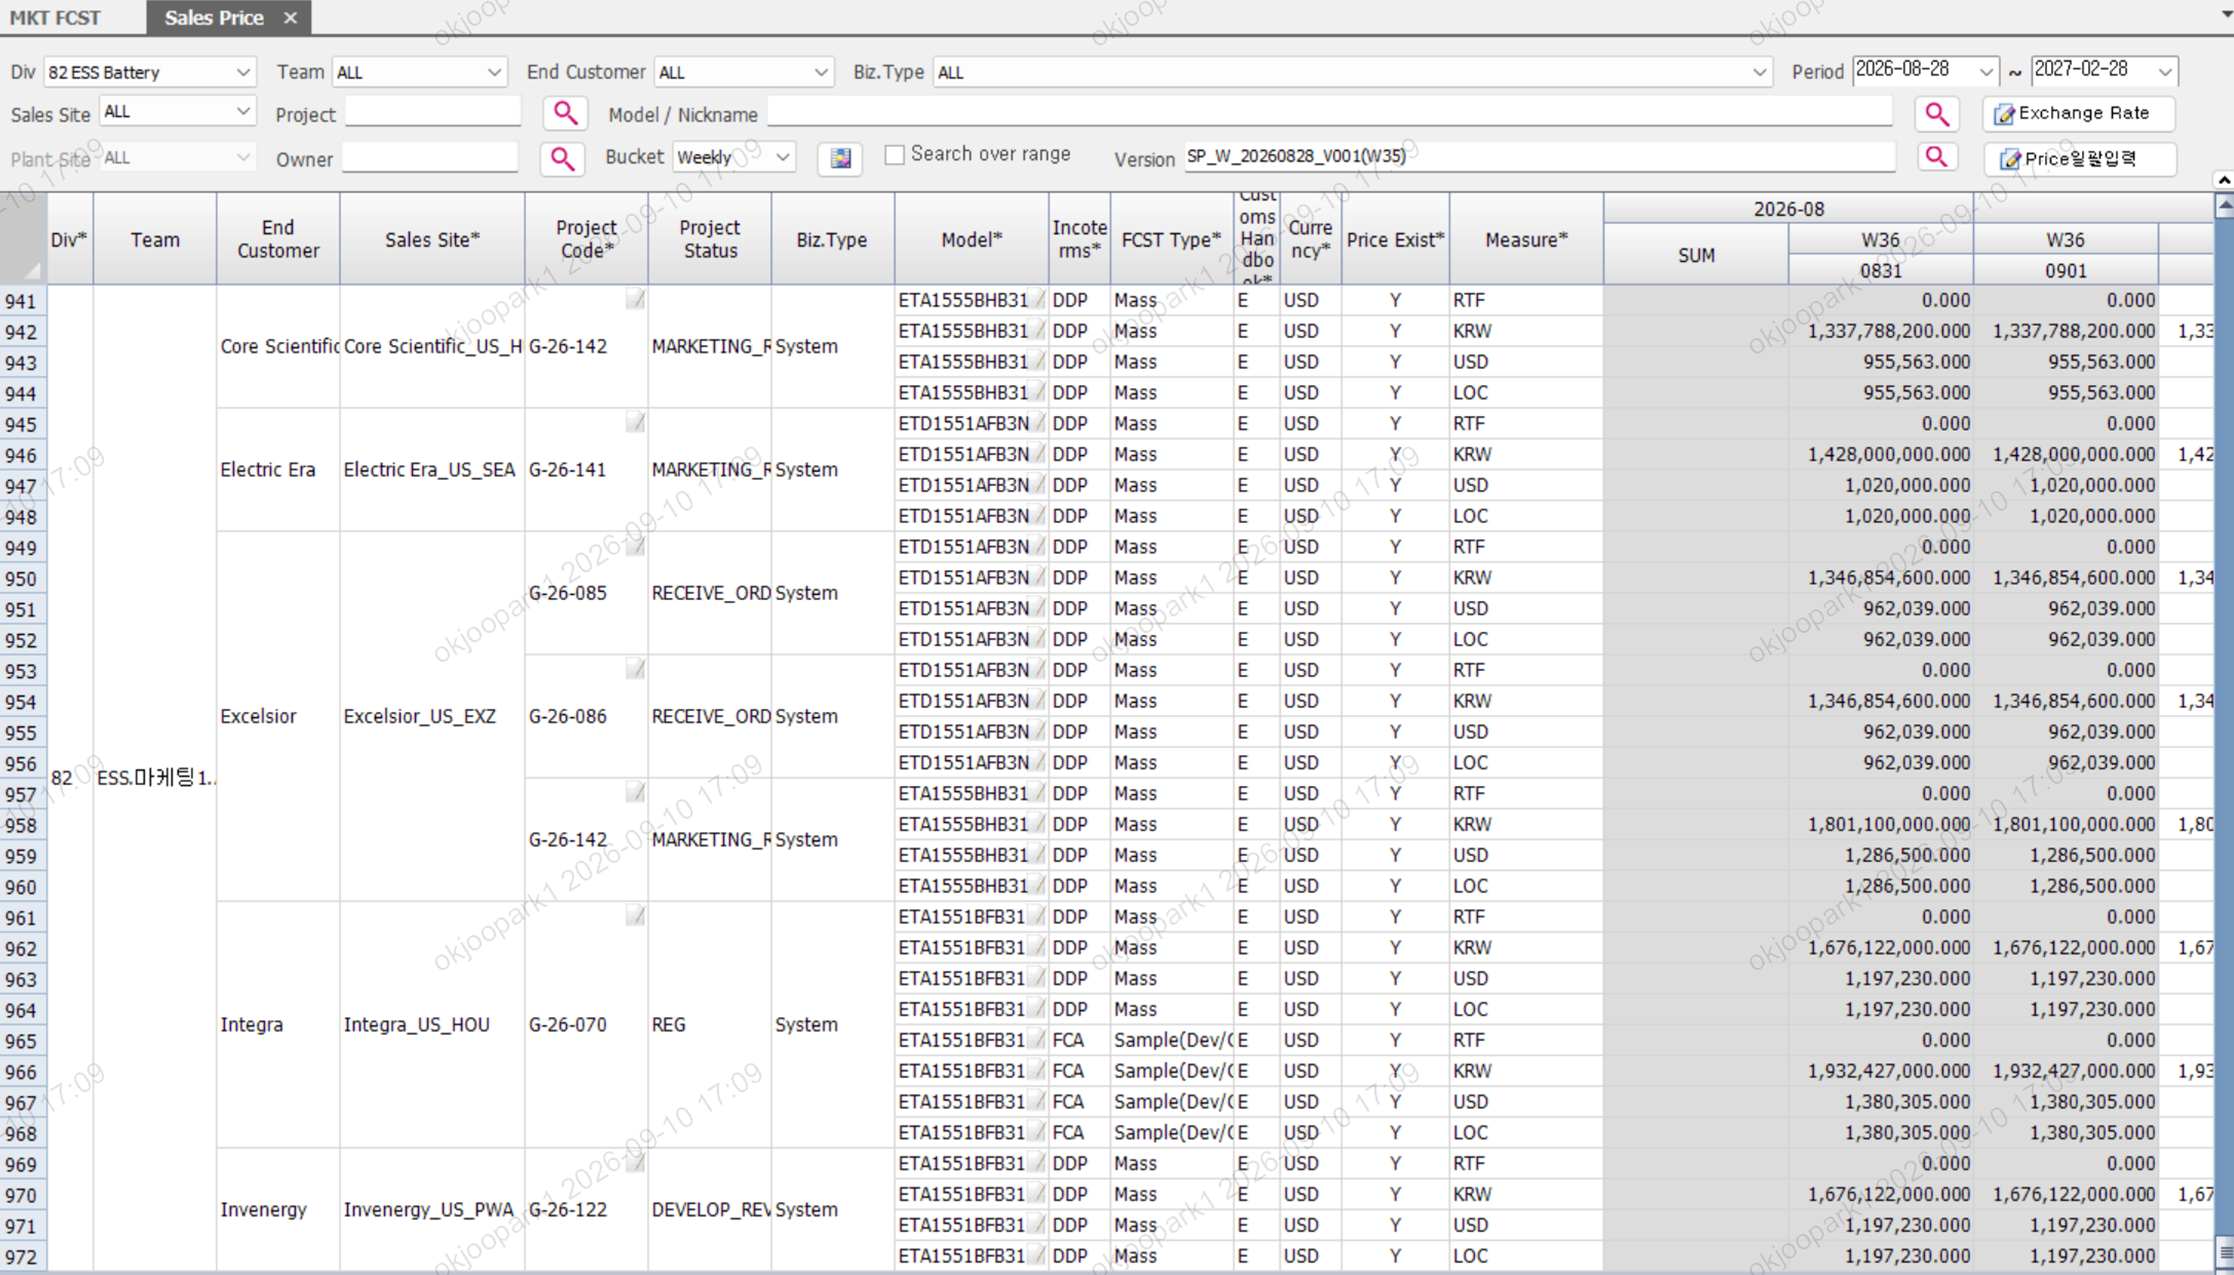 MKT FCST Sales Price ×
Div 82 ESS Battery Team ALL End Customer ALL Biz.Type ALL Period 2026-08-28 ~ 2027-02-28
Sales Site ALL Project Model / Nickname Exchange Rate
Plant Site ALL Owner Bucket Weekly Search over range Version SP_W_20260828_V001(W35) Price일괄입력
Div* Team End Customer Sales Site* Project Code* Project Status Biz.Type Model* Incoterms* FCST Type* Customs Handbook* Currency* Price Exist* Measure* 2026-08
SUM W36 W36
0831 0901
82 ESS.마케팅1..
941 ETA1555BHB31 DDP Mass E USD Y RTF 0.000 0.000
Core Scientific Core Scientific_US_H G-26-142 MARKETING_R System
942 ETA1555BHB31 DDP Mass E USD Y KRW 1,337,788,200.000 1,337,788,200.000 1,33
943 ETA1555BHB31 DDP Mass E USD Y USD 955,563.000 955,563.000
944 ETA1555BHB31 DDP Mass E USD Y LOC 955,563.000 955,563.000
Electric Era Electric Era_US_SEA G-26-141 MARKETING_R System
945 ETD1551AFB3N DDP Mass E USD Y RTF 0.000 0.000
946 ETD1551AFB3N DDP Mass E USD Y KRW 1,428,000,000.000 1,428,000,000.000 1,42
947 ETD1551AFB3N DDP Mass E USD Y USD 1,020,000.000 1,020,000.000
948 ETD1551AFB3N DDP Mass E USD Y LOC 1,020,000.000 1,020,000.000
Excelsior Excelsior_US_EXZ
G-26-085 RECEIVE_ORD System
949 ETD1551AFB3N DDP Mass E USD Y RTF 0.000 0.000
950 ETD1551AFB3N DDP Mass E USD Y KRW 1,346,854,600.000 1,346,854,600.000 1,34
951 ETD1551AFB3N DDP Mass E USD Y USD 962,039.000 962,039.000
952 ETD1551AFB3N DDP Mass E USD Y LOC 962,039.000 962,039.000
G-26-086 RECEIVE_ORD System
953 ETD1551AFB3N DDP Mass E USD Y RTF 0.000 0.000
954 ETD1551AFB3N DDP Mass E USD Y KRW 1,346,854,600.000 1,346,854,600.000 1,34
955 ETD1551AFB3N DDP Mass E USD Y USD 962,039.000 962,039.000
956 ETD1551AFB3N DDP Mass E USD Y LOC 962,039.000 962,039.000
G-26-142 MARKETING_R System
957 ETA1555BHB31 DDP Mass E USD Y RTF 0.000 0.000
958 ETA1555BHB31 DDP Mass E USD Y KRW 1,801,100,000.000 1,801,100,000.000 1,80
959 ETA1555BHB31 DDP Mass E USD Y USD 1,286,500.000 1,286,500.000
960 ETA1555BHB31 DDP Mass E USD Y LOC 1,286,500.000 1,286,500.000
Integra Integra_US_HOU G-26-070 REG System
961 ETA1551BFB31 DDP Mass E USD Y RTF 0.000 0.000
962 ETA1551BFB31 DDP Mass E USD Y KRW 1,676,122,000.000 1,676,122,000.000 1,67
963 ETA1551BFB31 DDP Mass E USD Y USD 1,197,230.000 1,197,230.000
964 ETA1551BFB31 DDP Mass E USD Y LOC 1,197,230.000 1,197,230.000
965 ETA1551BFB31 FCA Sample(Dev/C E USD Y RTF 0.000 0.000
966 ETA1551BFB31 FCA Sample(Dev/C E USD Y KRW 1,932,427,000.000 1,932,427,000.000 1,93
967 ETA1551BFB31 FCA Sample(Dev/C E USD Y USD 1,380,305.000 1,380,305.000
968 ETA1551BFB31 FCA Sample(Dev/C E USD Y LOC 1,380,305.000 1,380,305.000
Invenergy Invenergy_US_PWA G-26-122 DEVELOP_REV System
969 ETA1551BFB31 DDP Mass E USD Y RTF 0.000 0.000
970 ETA1551BFB31 DDP Mass E USD Y KRW 1,676,122,000.000 1,676,122,000.000 1,67
971 ETA1551BFB31 DDP Mass E USD Y USD 1,197,230.000 1,197,230.000
972 ETA1551BFB31 DDP Mass E USD Y LOC 1,197,230.000 1,197,230.000
okjoopark1 2026-09-10 17:09